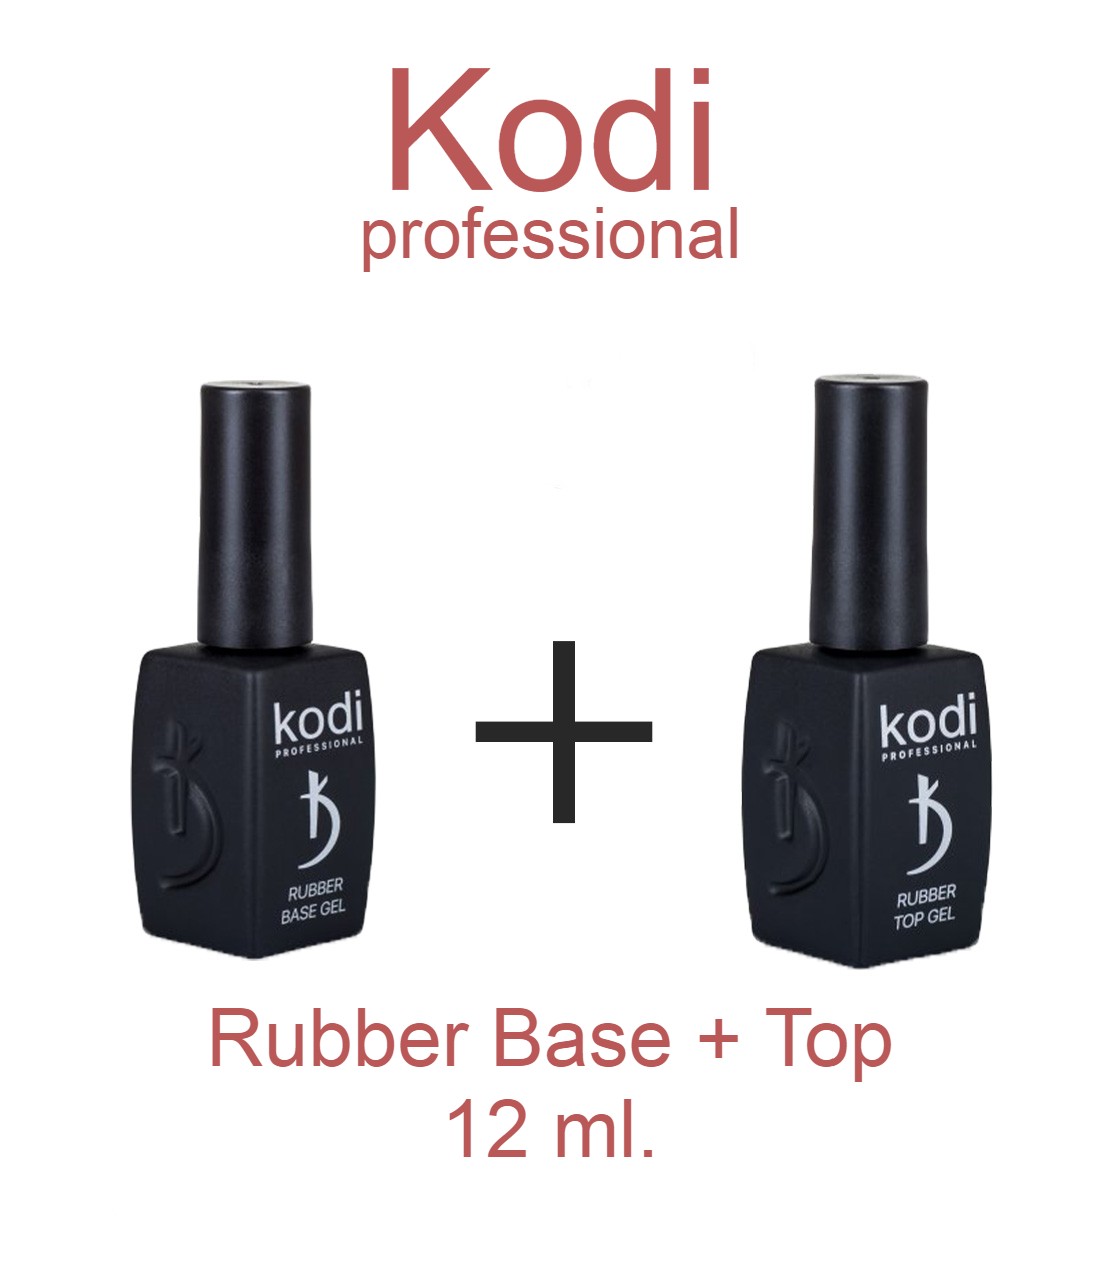 Kodi
professional
kodi
PROFESSIONAL
RUBBER
BASE GEL
kodi
PROFESSIONAL
RUBBER
TOP GEL
Rubber Base + Top
12 ml.